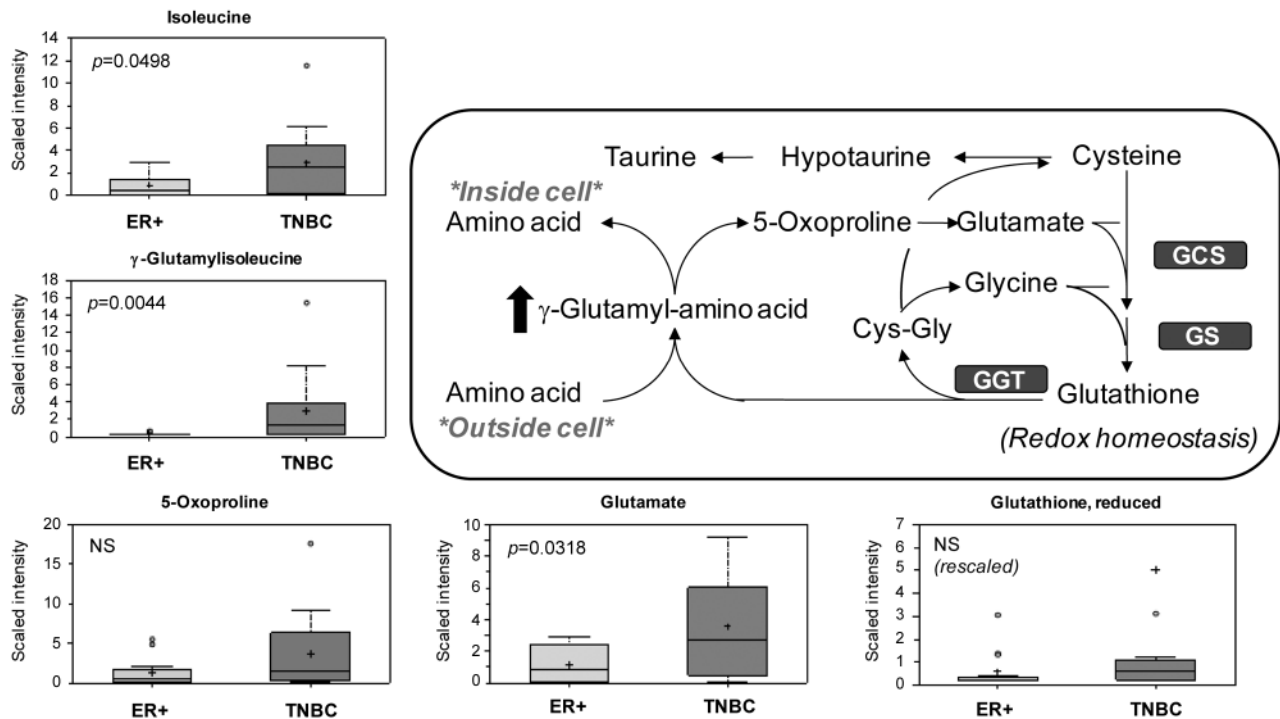 Isoleucine
Scaled intensity
14
12
10
8
6
4
2
0
p=0.0498
ER+
TNBC
γ-Glutamylisoleucine
Scaled intensity
18
16
14
12
10
8
6
4
2
0
p=0.0044
ER+
TNBC
Taurine
Hypotaurine
Cysteine
*Inside cell*
Amino acid
5-Oxoproline
Glutamate
GCS
Glycine
γ-Glutamyl-amino acid
Cys-Gly
GS
GGT
Amino acid
Glutathione
*Outside cell*
(Redox homeostasis)
5-Oxoproline
Scaled intensity
20
15
10
5
0
NS
ER+
TNBC
Glutamate
Scaled intensity
10
8
6
4
2
0
p=0.0318
ER+
TNBC
Glutathione, reduced
Scaled intensity
7
6
5
4
3
2
1
0
NS
(rescaled)
ER+
TNBC